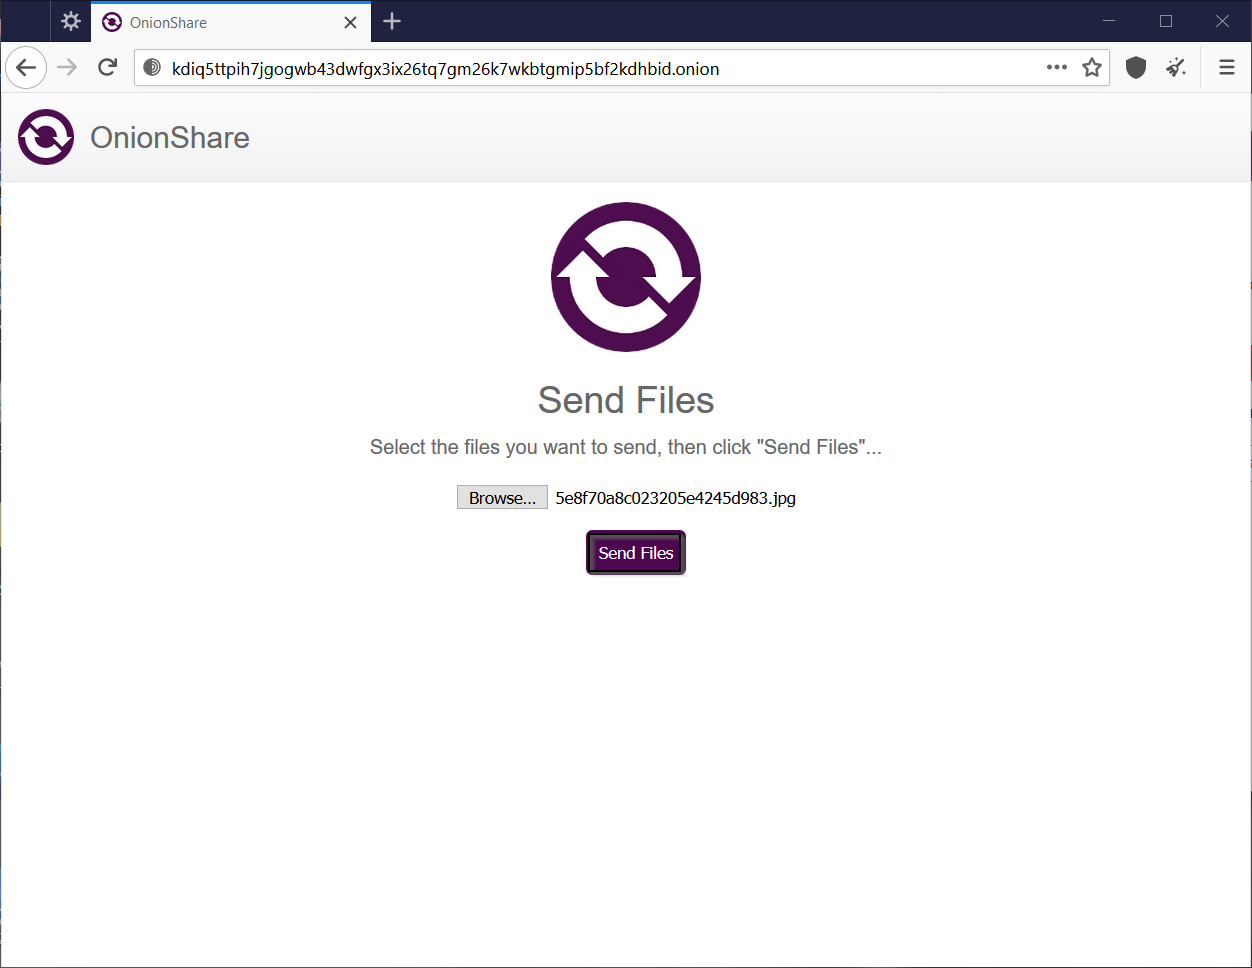 OnionShare
kdiq5ttpih7jgogwb43dwfgx3ix26tq7gm26k7wkbtgmip5bf2kdhbid.onion
OnionShare
Send Files
Select the files you want to send, then click "Send Files"...
Browse... 5e8f70a8c023205e4245d983.jpg
Send Files